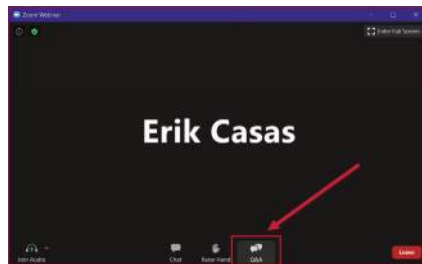 Zoom Webinar
Enter Full Screen
Erik Casas
Join Audio
Chat
Raise Hand
Q&A
Leave